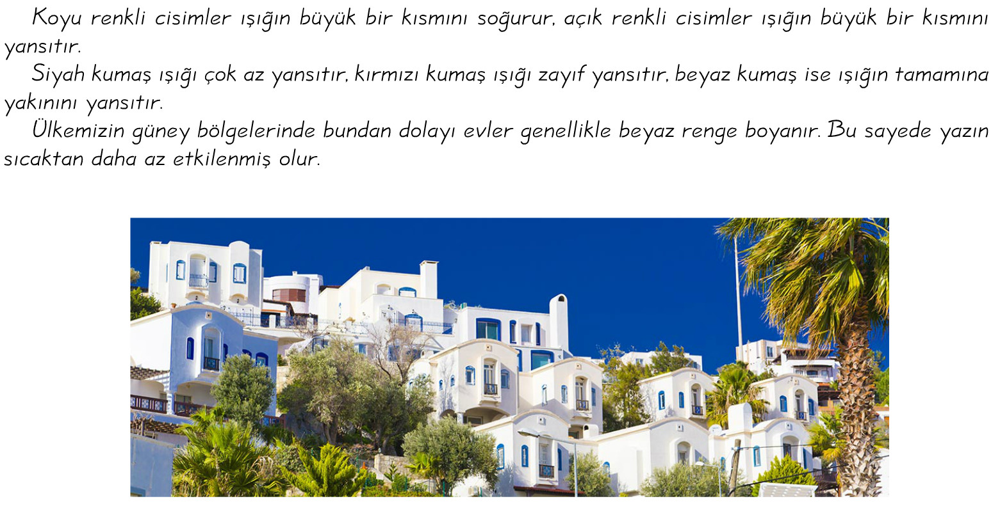 Koyu renkli cisimler ışığın büyük bir kısmını soğurur, açık renkli cisimler ışığın büyük bir kısmını
yansıtır.
Siyah kumaş ışığı çok az yansıtır, kırmızı kumaş ışığı zayıf yansıtır, beyaz kumaş ise ışığın tamamına
yakınını yansıtır.
Ülkemizin güney bölgelerinde bundan dolayı evler genellikle beyaz renge boyanır. Bu sayede yazın
sıcaktan daha az etkilenmiş olur.